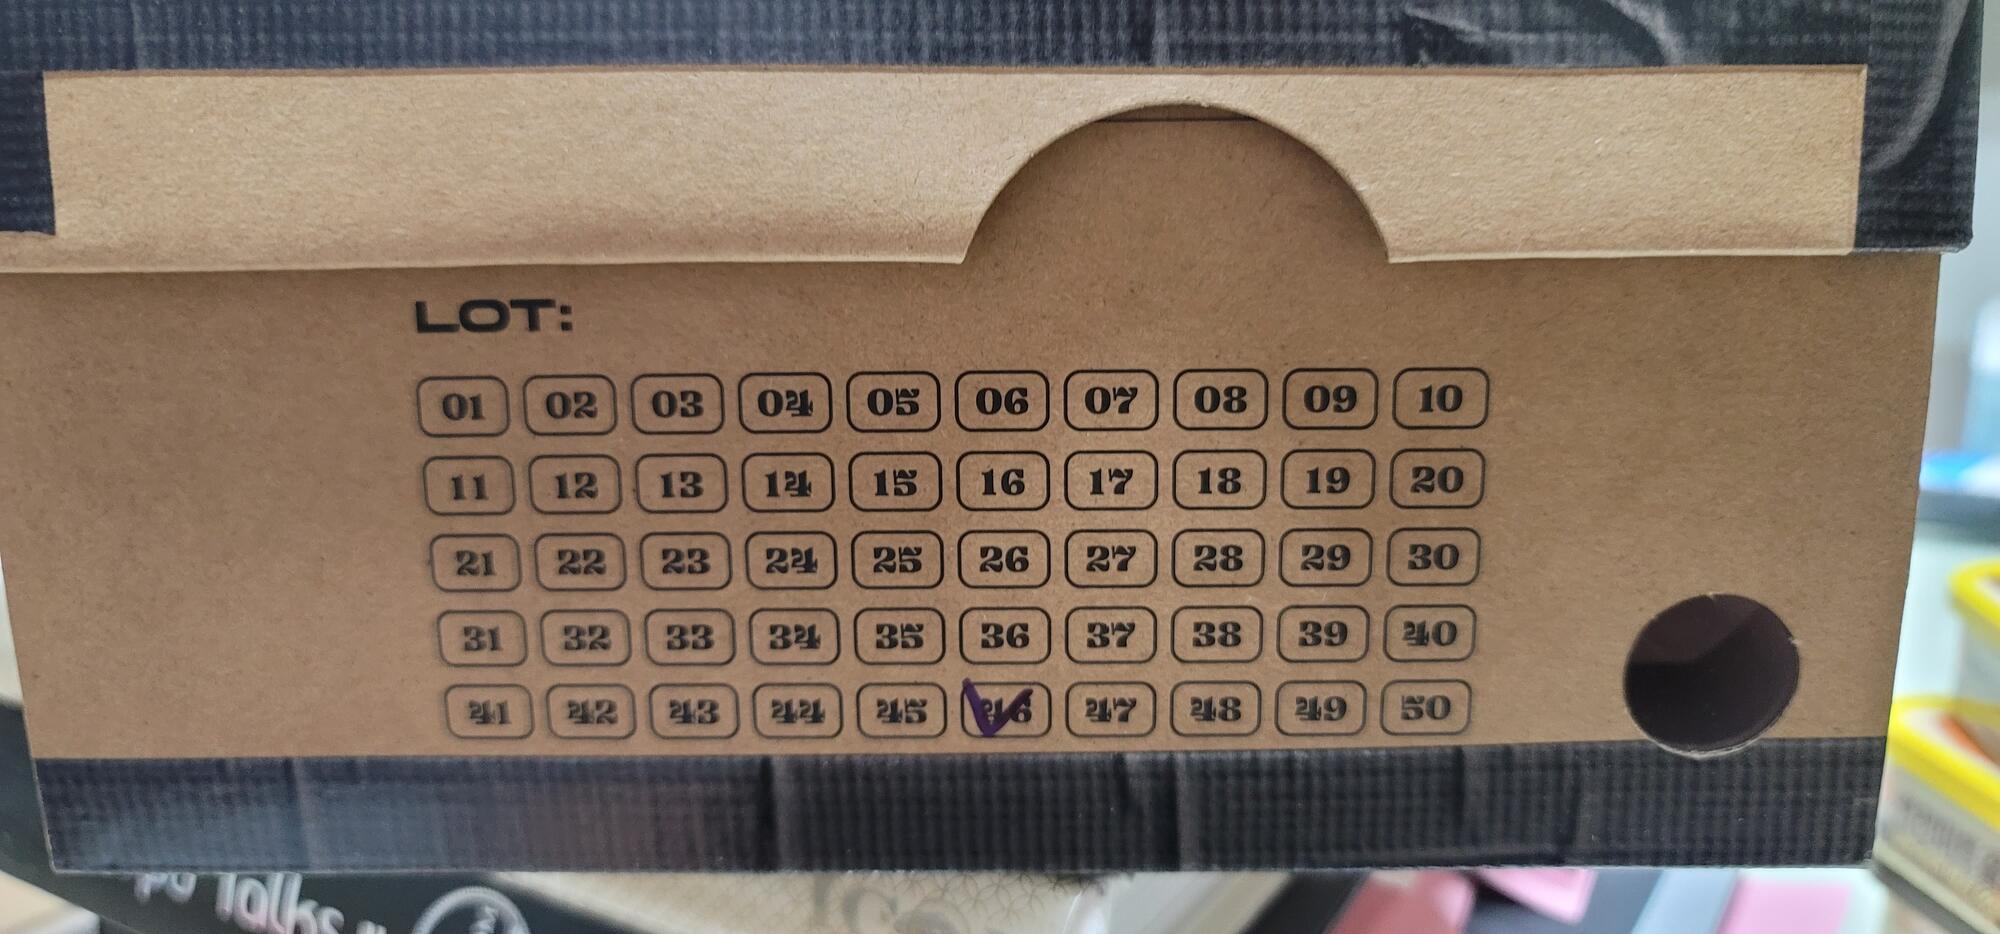 LOT:
01 02 03 04 05 06 07 08 09 10
11 12 13 14 15 16 17 18 19 20
21 22 23 24 25 26 27 28 29 30
31 32 33 34 35 36 37 38 39 40
41 42 43 44 45 46 47 48 49 50
Talks